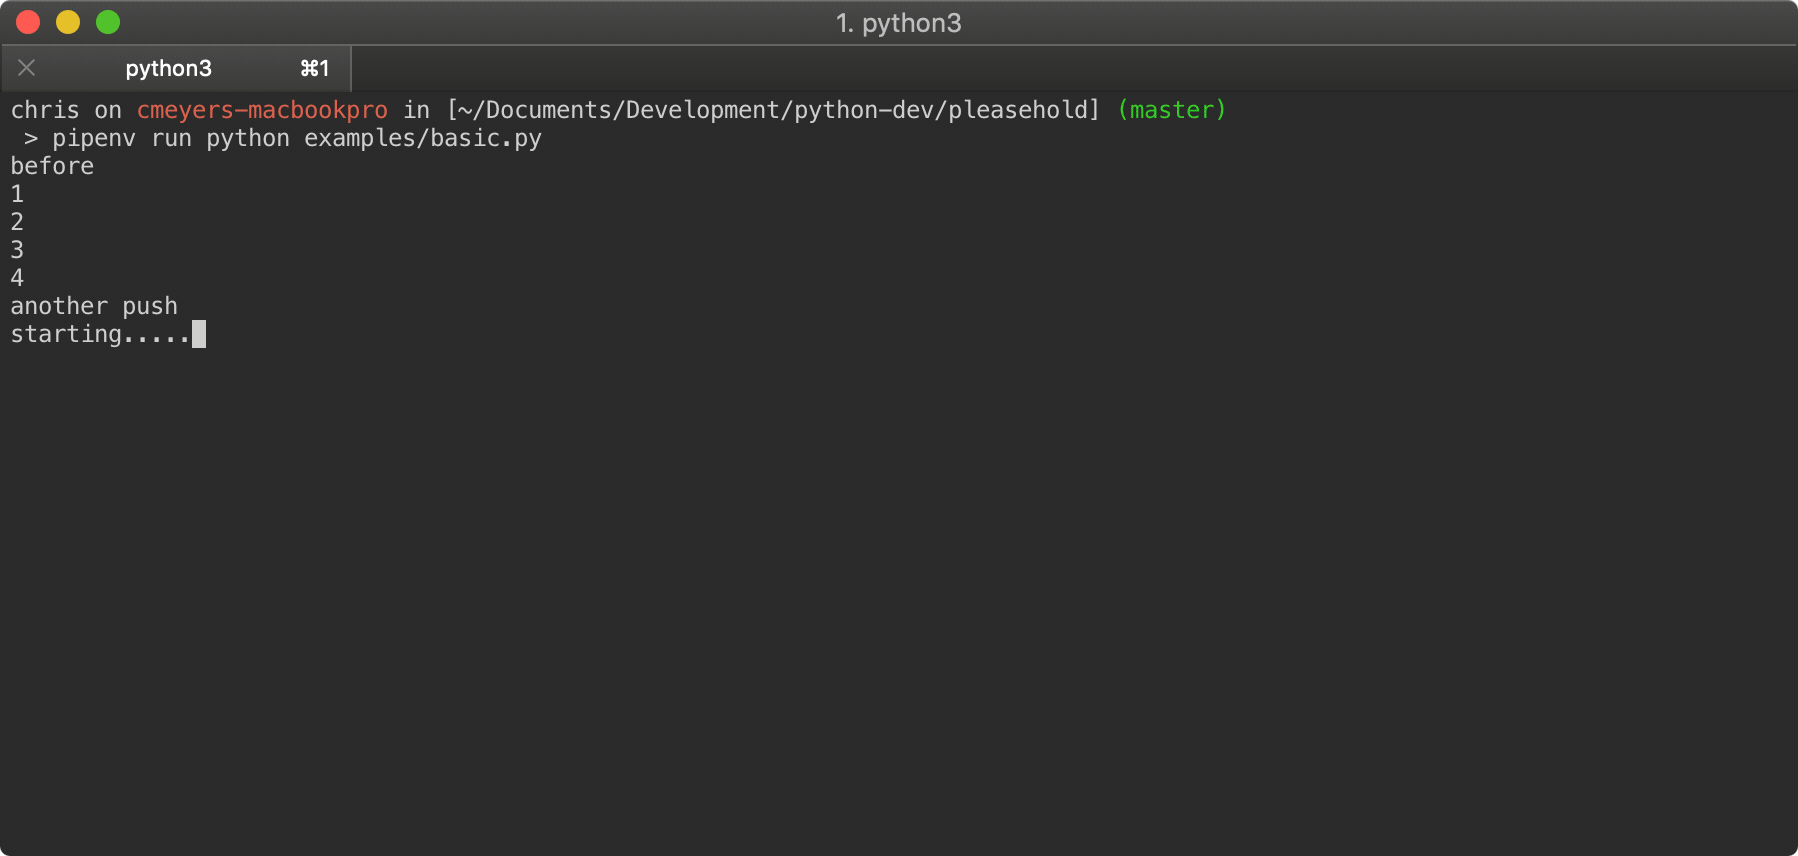 1. python3
python3 ⌘1
chris on cmeyers-macbookpro in [~/Documents/Development/python-dev/pleasehold] (master)
 > pipenv run python examples/basic.py
before
1
2
3
4
another push
starting.....